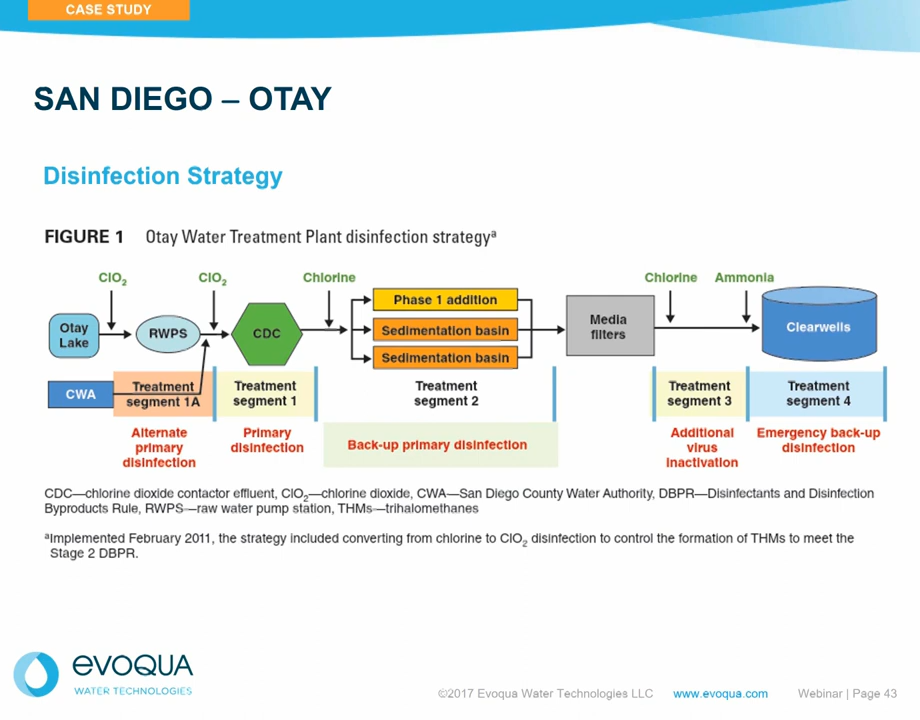 CASE STUDY
SAN DIEGO – OTAY
Disinfection Strategy
FIGURE 1 Otay Water Treatment Plant disinfection strategyᵃ
ClO₂
ClO₂
Chlorine
Chlorine
Ammonia
Otay
Lake
RWPS
CDC
Phase 1 addition
Sedimentation basin
Sedimentation basin
Media
filters
Clearwells
CWA
Treatment
segment 1A
Treatment
segment 1
Treatment
segment 2
Treatment
segment 3
Treatment
segment 4
Alternate
primary
disinfection
Primary
disinfection
Back-up primary disinfection
Additional
virus
inactivation
Emergency back-up
disinfection
CDC—chlorine dioxide contactor effluent, ClO₂—chlorine dioxide, CWA—San Diego County Water Authority, DBPR—Disinfectants and Disinfection
Byproducts Rule, RWPS—raw water pump station, THMs—trihalomethanes
ᵃImplemented February 2011, the strategy included converting from chlorine to ClO₂ disinfection to control the formation of THMs to meet the
Stage 2 DBPR.
evoqua
WATER TECHNOLOGIES
©2017 Evoqua Water Technologies LLC www.evoqua.com Webinar | Page 43